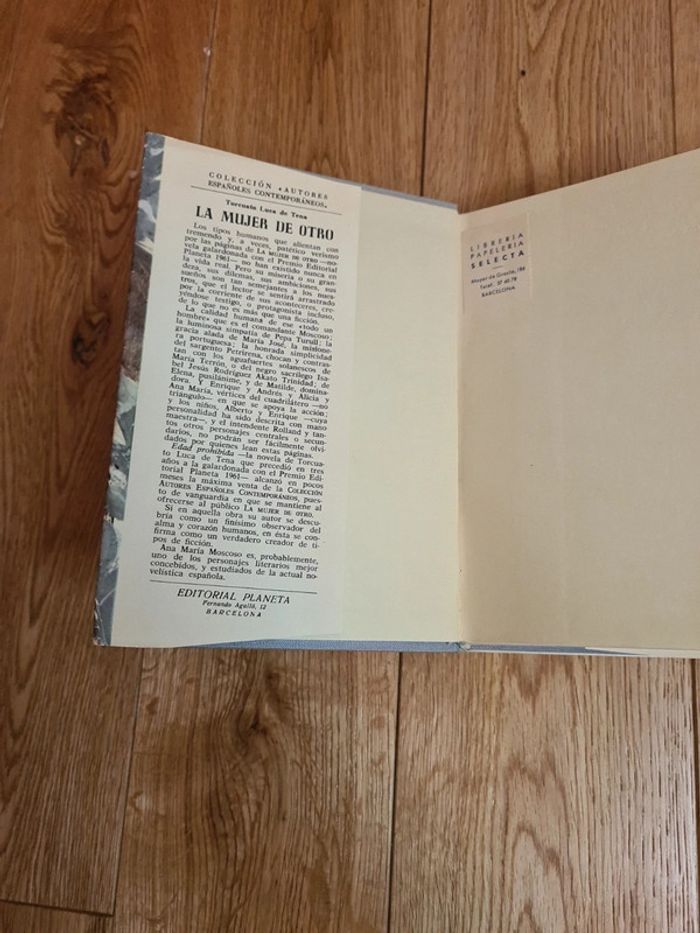 COLECCIÓN «AUTORES
ESPAÑOLES CONTEMPORÁNEOS»
Torcuato Luca de Tena
LA MUJER DE OTRO
Los tipos humanos que alientan con
tremendo y, a veces, patético verismo
por las páginas de LA MUJER DE OTRO —no-
vela galardonada con el Premio Editorial
Planeta 1961— no han existido nunca en
la vida real. Pero su miseria o su gran-
deza, sus dilemas, sus ambiciones, sus
sueños son tan semejantes a los nues-
tros, que el lector se sentirá arrastrado
por la corriente de sus aconteceres, cre-
yéndose testigo, o protagonista incluso,
de lo que no es más que una ficción.
La calidad humana de ese «todo un
hombre» que es el comandante Moscoso; la
la luminosa simpatía de Pepa Turull; la
gracia alada de María José, la misione-
ra portuguesa; la honrada simplicidad
del sargento Petrirena, chocan y contras-
tan con los aguafuertes solanescos de
María Terrón, o del negro sacrílego Isa-
bel Jesús Rodríguez Akato Trinidad; de
Elena, pusilánime, y de Matilde, domina-
dora. Y Enrique y Andrés y Alicia y
Ana María, vértices del cuadrilátero —no
triángulo— en que se apoya la acción;
y los niños, Alberto y Enrique —cuya
personalidad ha sido descrita con mano
maestra—, y el intendente Rolland y tan-
tos otros personajes centrales o secun-
darios, no podrán ser fácilmente olvi-
dados por quienes lean estas páginas.
Edad prohibida —la novela de Torcua-
to Luca de Tena que precedió en tres
años a la galardonada con el Premio Edi-
torial Planeta 1961— alcanzó en pocos
meses la máxima venta de la COLECCIÓN
AUTORES ESPAÑOLES CONTEMPORÁNEOS, pues-
to de vanguardia en que se mantiene al
ofrecerse al público LA MUJER DE OTRO.
Si en aquella obra su autor se descu-
bría como un finísimo observador del
alma y corazón humanos, en ésta se con-
firma como un verdadero creador de ti-
pos de ficción.
Ana María Moscoso es, probablemente,
uno de los personajes literarios mejor
concebidos, y estudiados de la actual no-
velística española.
EDITORIAL PLANETA
Fernando Agulló, 12
BARCELONA
LIBRERIA
PAPELERIA
SELECTA
Mayor de Gracia, 184
Teléf. 37 40 78
BARCELONA